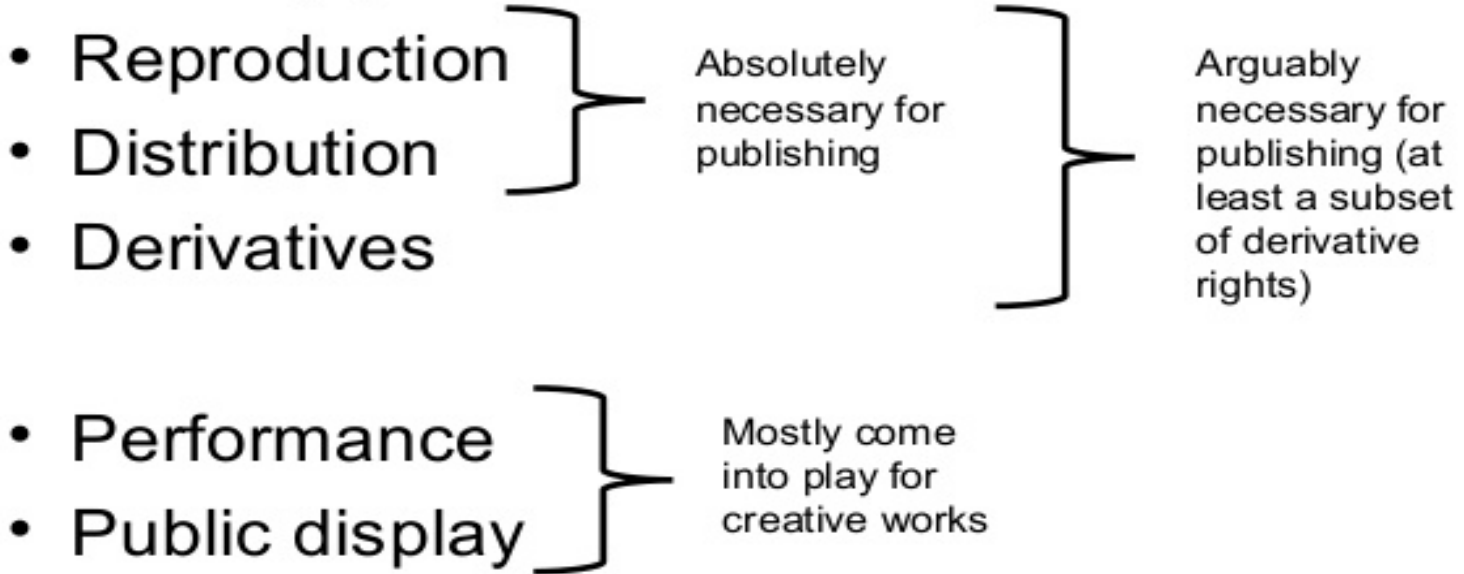 • Reproduction
• Distribution
• Derivatives
Absolutely
necessary for
publishing
Arguably
necessary for
publishing (at
least a subset
of derivative
rights)
• Performance
• Public display
Mostly come
into play for
creative works